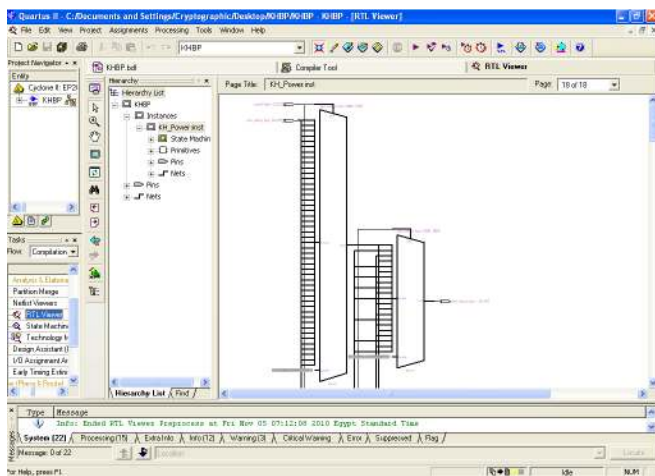 Quartus II - C:/Documents and Settings/Cryptographic/Desktop/KHBP/KHBP - KHBP - [RTL Viewer]
File Edit View Project Assignments Processing Tools Window Help
KHBP
Project Navigator
KHBP.bdf
Compiler Tool
RTL Viewer
Entity
Cyclone II: EP2
KHBP
Hierarchy
Hierarchy List
KHBP
Instances
KH_Power:inst
State Machin
Primitives
Pins
Nets
Pins
Nets
Page Title: KH_Power:inst
Page: 18 of 18
Tasks
Flow: Compilation
Partition Merge
Netlist Viewers
RTL Viewer
State Machin
Technology
Design Assistant
I/O Assignment An
Early Timing Estim
Hierarchy List Find
Type Message
Info: Ended RTL Viewer Preprocess at Fri Nov 05 07:12:08 2010 Egypt Standard Time
System (22) Processing (15) Extra Info Info (12) Warning (3) Critical Warning Error Suppressed Flag
Messages
Message: 0 of 22
Location:
Locate
For Help, press F1
Idle
NUM